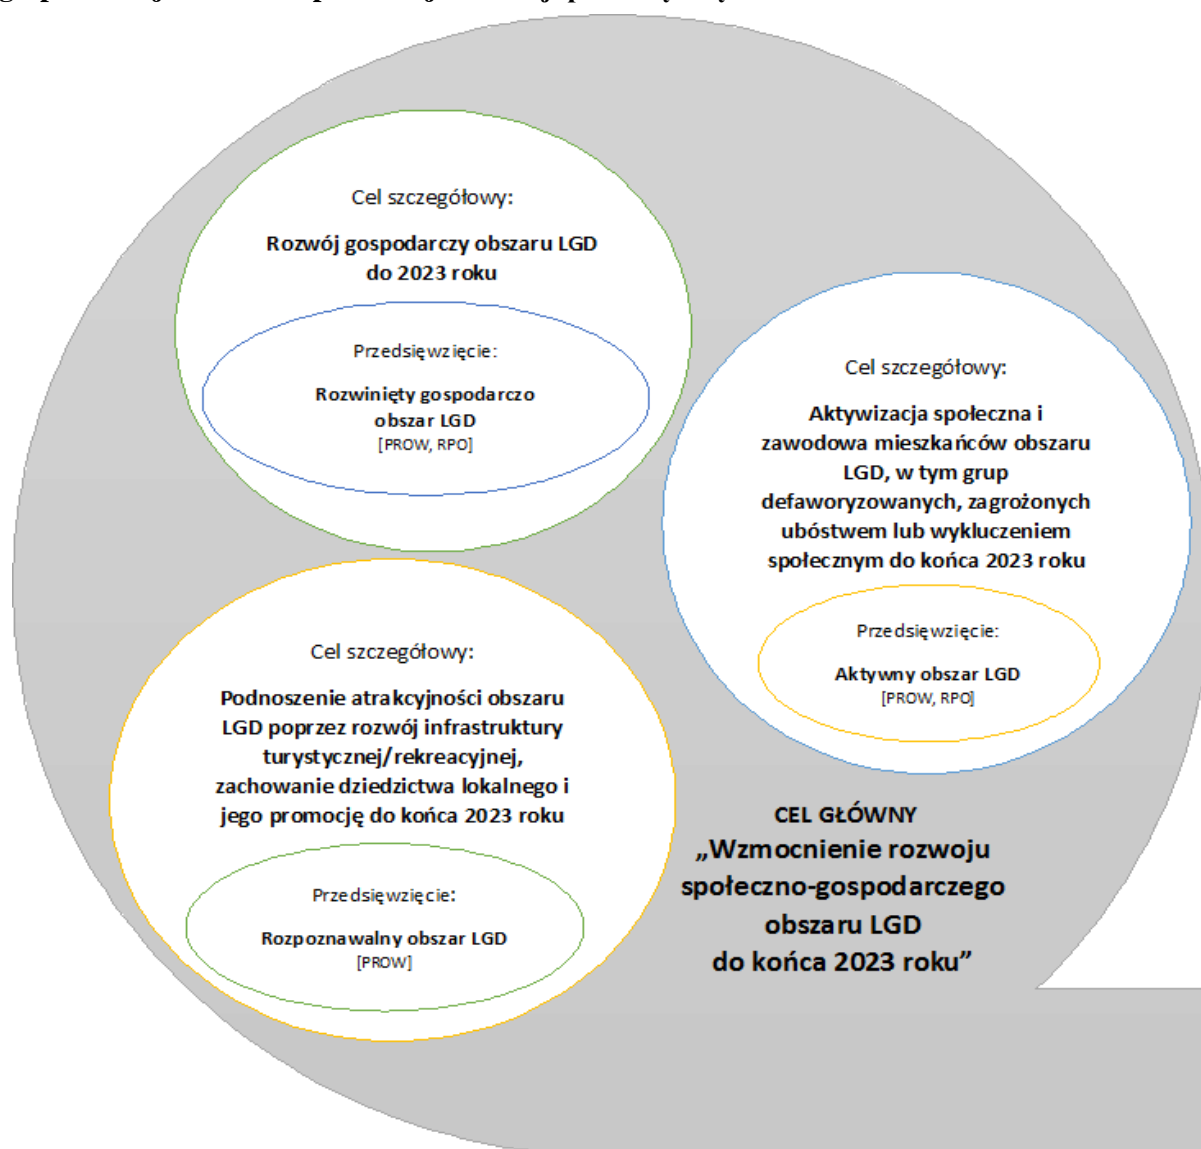 Cel szczegółowy:
Rozwój gospodarczy obszaru LGD
do 2023 roku
Przedsięwzięcie:
Rozwinięty gospodarczo
obszar LGD
[PROW, RPO]
Cel szczegółowy:
Aktywizacja społeczna i
zawodowa mieszkańców obszaru
LGD, w tym grup
defaworyzowanych, zagrożonych
ubóstwem lub wykluczeniem
społecznym do końca 2023 roku
Przedsięwzięcie:
Aktywny obszar LGD
[PROW, RPO]
Cel szczegółowy:
Podnoszenie atrakcyjności obszaru
LGD poprzez rozwój infrastruktury
turystycznej/rekreacyjnej,
zachowanie dziedzictwa lokalnego i
jego promocję do końca 2023 roku
Przedsięwzięcie:
Rozpoznawalny obszar LGD
[PROW]
CEL GŁÓWNY
„Wzmocnienie rozwoju
społeczno-gospodarczego
obszaru LGD
do końca 2023 roku”